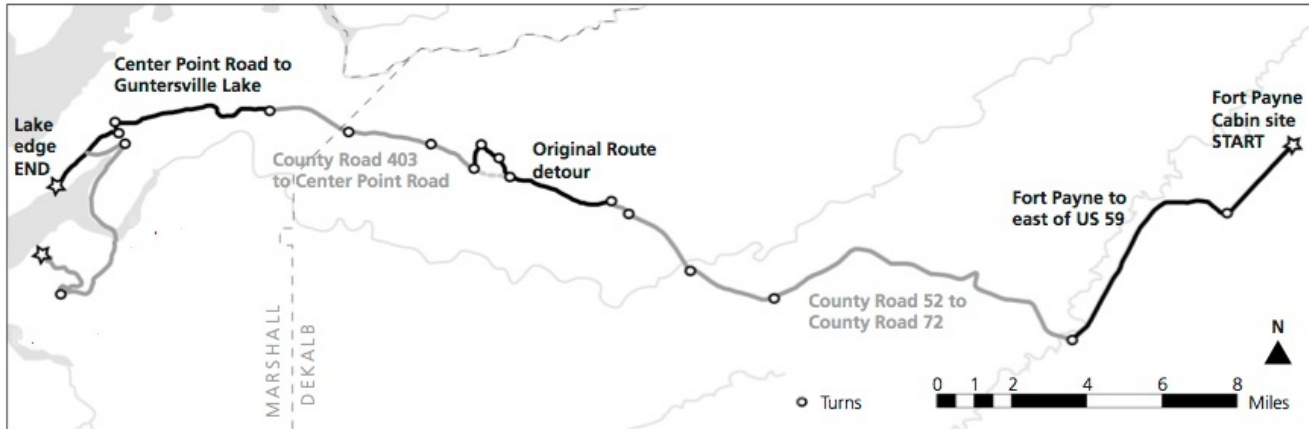 Center Point Road to
Guntersville Lake
Lake
edge
END
County Road 403
to Center Point Road
Original Route
detour
Fort Payne
Cabin site
START
Fort Payne to
east of US 59
County Road 52 to
County Road 72
MARSHALL
DEKALB
N
Turns
0 1 2 4 6 8
Miles